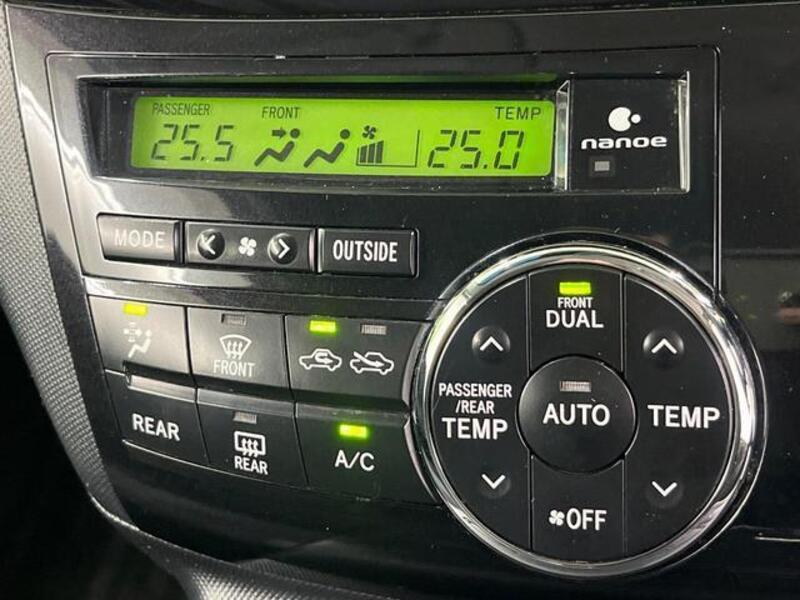 PASSENGER FRONT TEMP
25.5 25.0
nanoe
MODE
OUTSIDE
FRONT
REAR
REAR
A/C
FRONT
DUAL
PASSENGER
/REAR
TEMP
AUTO
TEMP
OFF